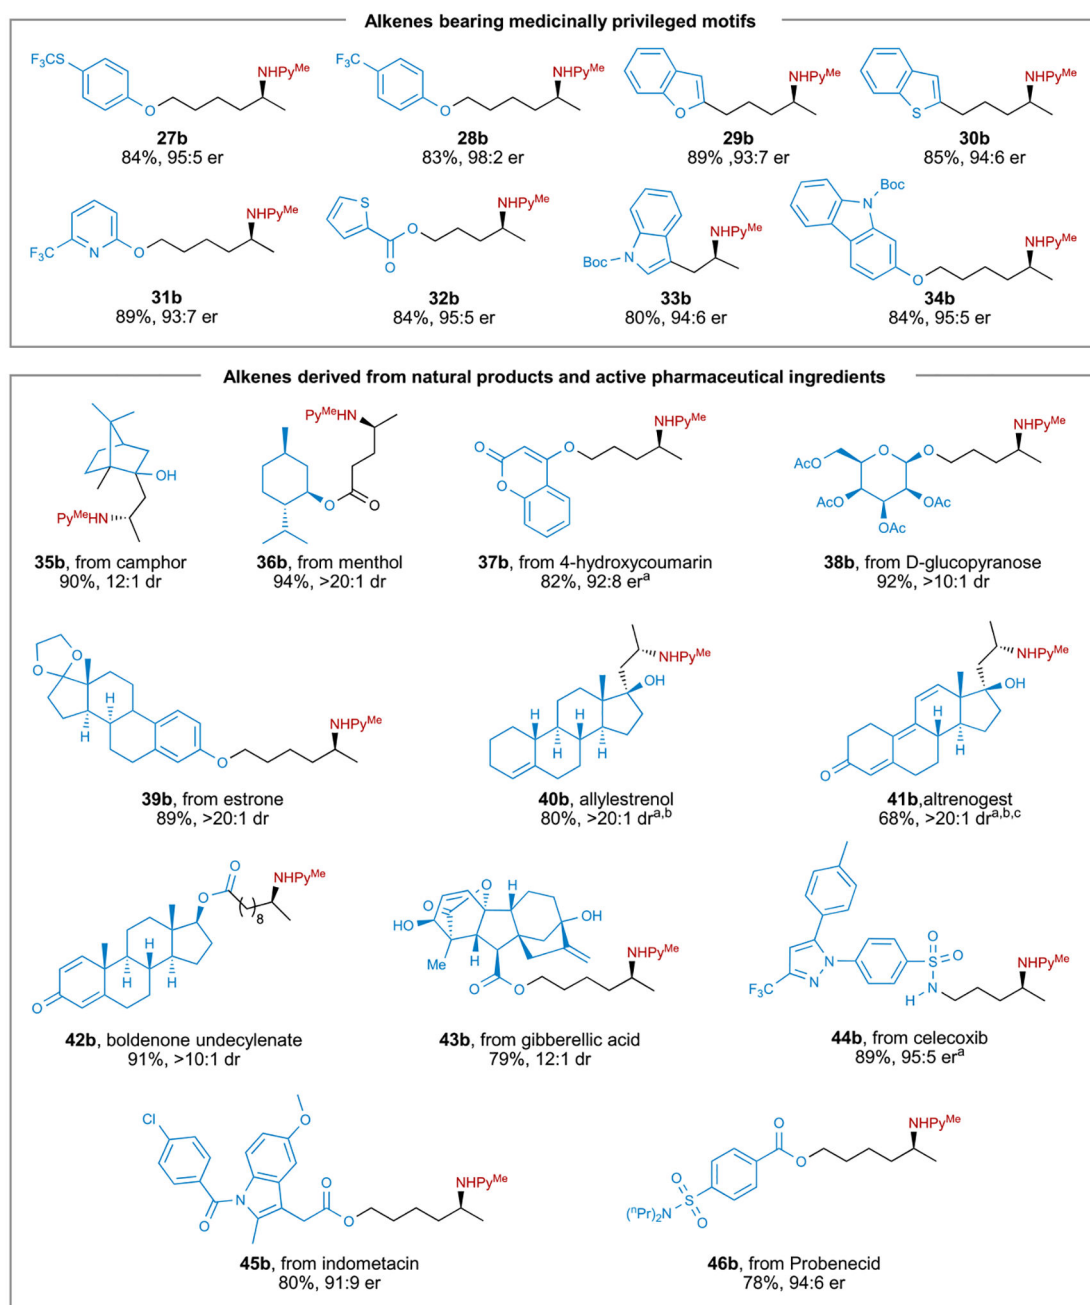 Alkenes bearing medicinally privileged motifs
F₃CS
O
NHPyᴹᵉ
27b
84%, 95:5 er
F₃C
O
NHPyᴹᵉ
28b
83%, 98:2 er
O
NHPyᴹᵉ
29b
89% ,93:7 er
S
NHPyᴹᵉ
30b
85%, 94:6 er
F₃C
N
O
NHPyᴹᵉ
31b
89%, 93:7 er
S
O
O
NHPyᴹᵉ
32b
84%, 95:5 er
Boc
N
NHPyᴹᵉ
33b
80%, 94:6 er
Boc
N
O
NHPyᴹᵉ
34b
84%, 95:5 er
Alkenes derived from natural products and active pharmaceutical ingredients
OH
PyᴹᵉHN
35b, from camphor
90%, 12:1 dr
PyᴹᵉHN
O
O
36b, from menthol
94%, >20:1 dr
O
O
O
NHPyᴹᵉ
37b, from 4-hydroxycoumarin
82%, 92:8 erᵃ
AcO
O
O
NHPyᴹᵉ
AcO
OAc
OAc
38b, from D-glucopyranose
92%, >10:1 dr
O
O
H
H
H
O
NHPyᴹᵉ
39b, from estrone
89%, >20:1 dr
NHPyᴹᵉ
OH
H
H
H
H
40b, allylestrenol
80%, >20:1 drᵃ,ᵇ
NHPyᴹᵉ
OH
H
H
O
41b,altrenogest
68%, >20:1 drᵃ,ᵇ,ᶜ
O
O
8
NHPyᴹᵉ
H
H
H
O
42b, boldenone undecylenate
91%, >10:1 dr
O
O
H
HO
OH
Me
H
O
O
NHPyᴹᵉ
43b, from gibberellic acid
79%, 12:1 dr
N
N
F₃C
S
O
O
N
H
NHPyᴹᵉ
44b, from celecoxib
89%, 95:5 erᵃ
Cl
O
N
O
O
O
NHPyᴹᵉ
45b, from indometacin
80%, 91:9 er
O
O
NHPyᴹᵉ
O
S
O
(ⁿPr)₂N
46b, from Probenecid
78%, 94:6 er